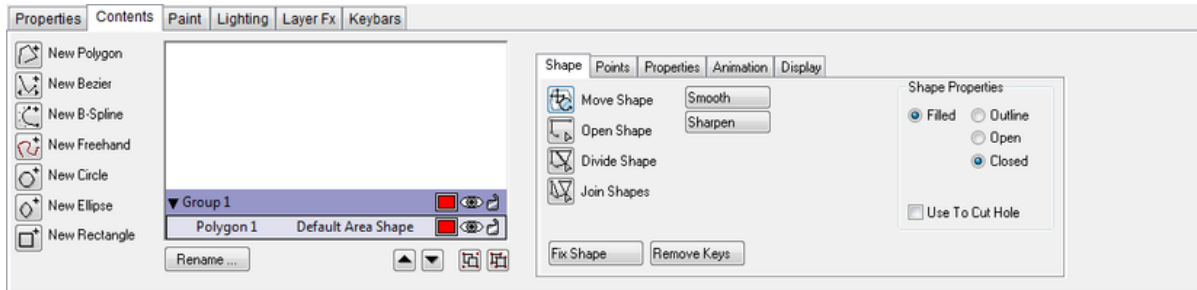 Properties Contents Paint Lighting Layer Fx Keybars
New Polygon
New Bezier
New B-Spline
New Freehand
New Circle
New Ellipse
New Rectangle
Group 1
Polygon 1 Default Area Shape
Rename ...
Shape Points Properties Animation Display
Move Shape
Open Shape
Divide Shape
Join Shapes
Smooth
Sharpen
Fix Shape Remove Keys
Shape Properties
Filled Outline
Open
Closed
Use To Cut Hole